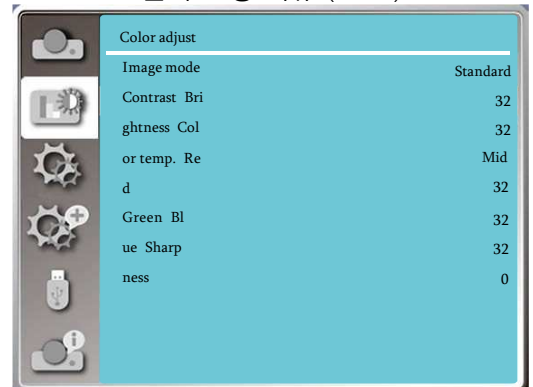 Color adjust
Image mode Standard
Contrast Bri 32
ghtness Col 32
or temp. Re Mid
d 32
Green Bl 32
ue Sharp 32
ness 0